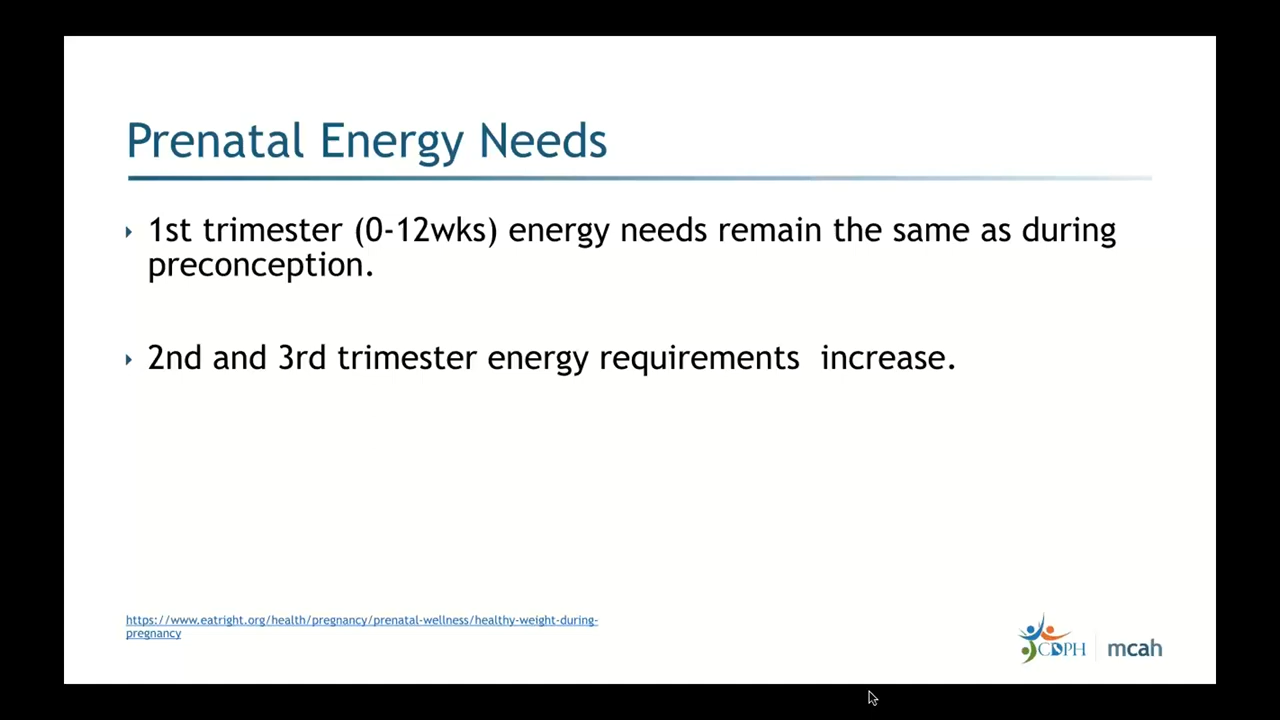 Prenatal Energy Needs
1st trimester (0-12wks) energy needs remain the same as during
preconception.
2nd and 3rd trimester energy requirements  increase.
https://www.eatright.org/health/pregnancy/prenatal-wellness/healthy-weight-during-
pregnancy
CDPH mcah